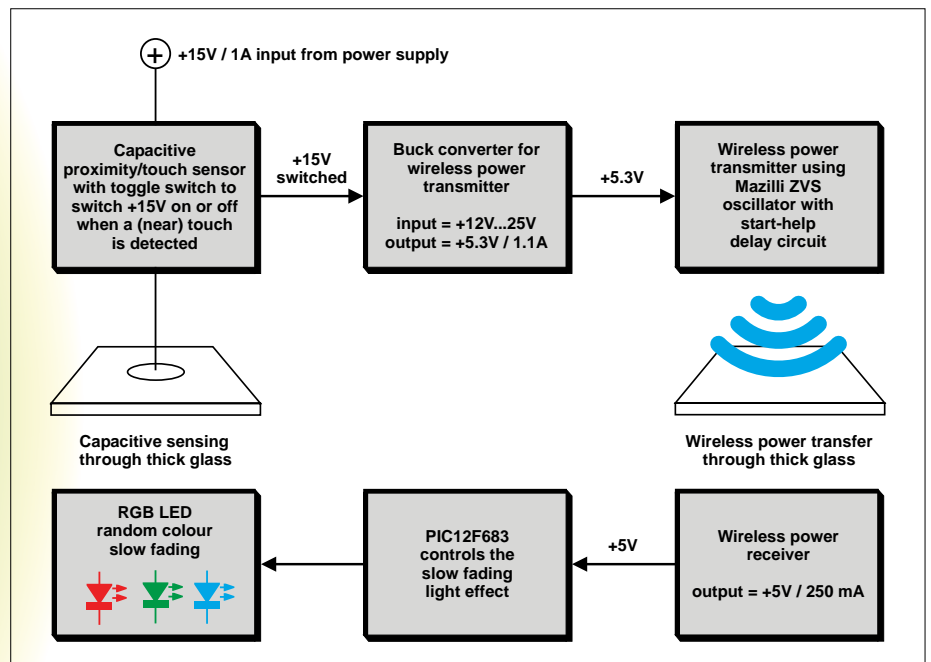 +15V / 1A input from power supply
Capacitive
proximity/touch sensor
with toggle switch to
switch +15V on or off
when a (near) touch
is detected
+15V
switched
Buck converter for
wireless power
transmitter
input = +12V...25V
output = +5.3V / 1.1A
+5.3V
Wireless power
transmitter using
Mazilli ZVS
oscillator with
start-help
delay circuit
Capacitive sensing
through thick glass
Wireless power transfer
through thick glass
RGB LED
random colour
slow fading
PIC12F683
controls the
slow fading
light effect
+5V
Wireless power
receiver
output = +5V / 250 mA